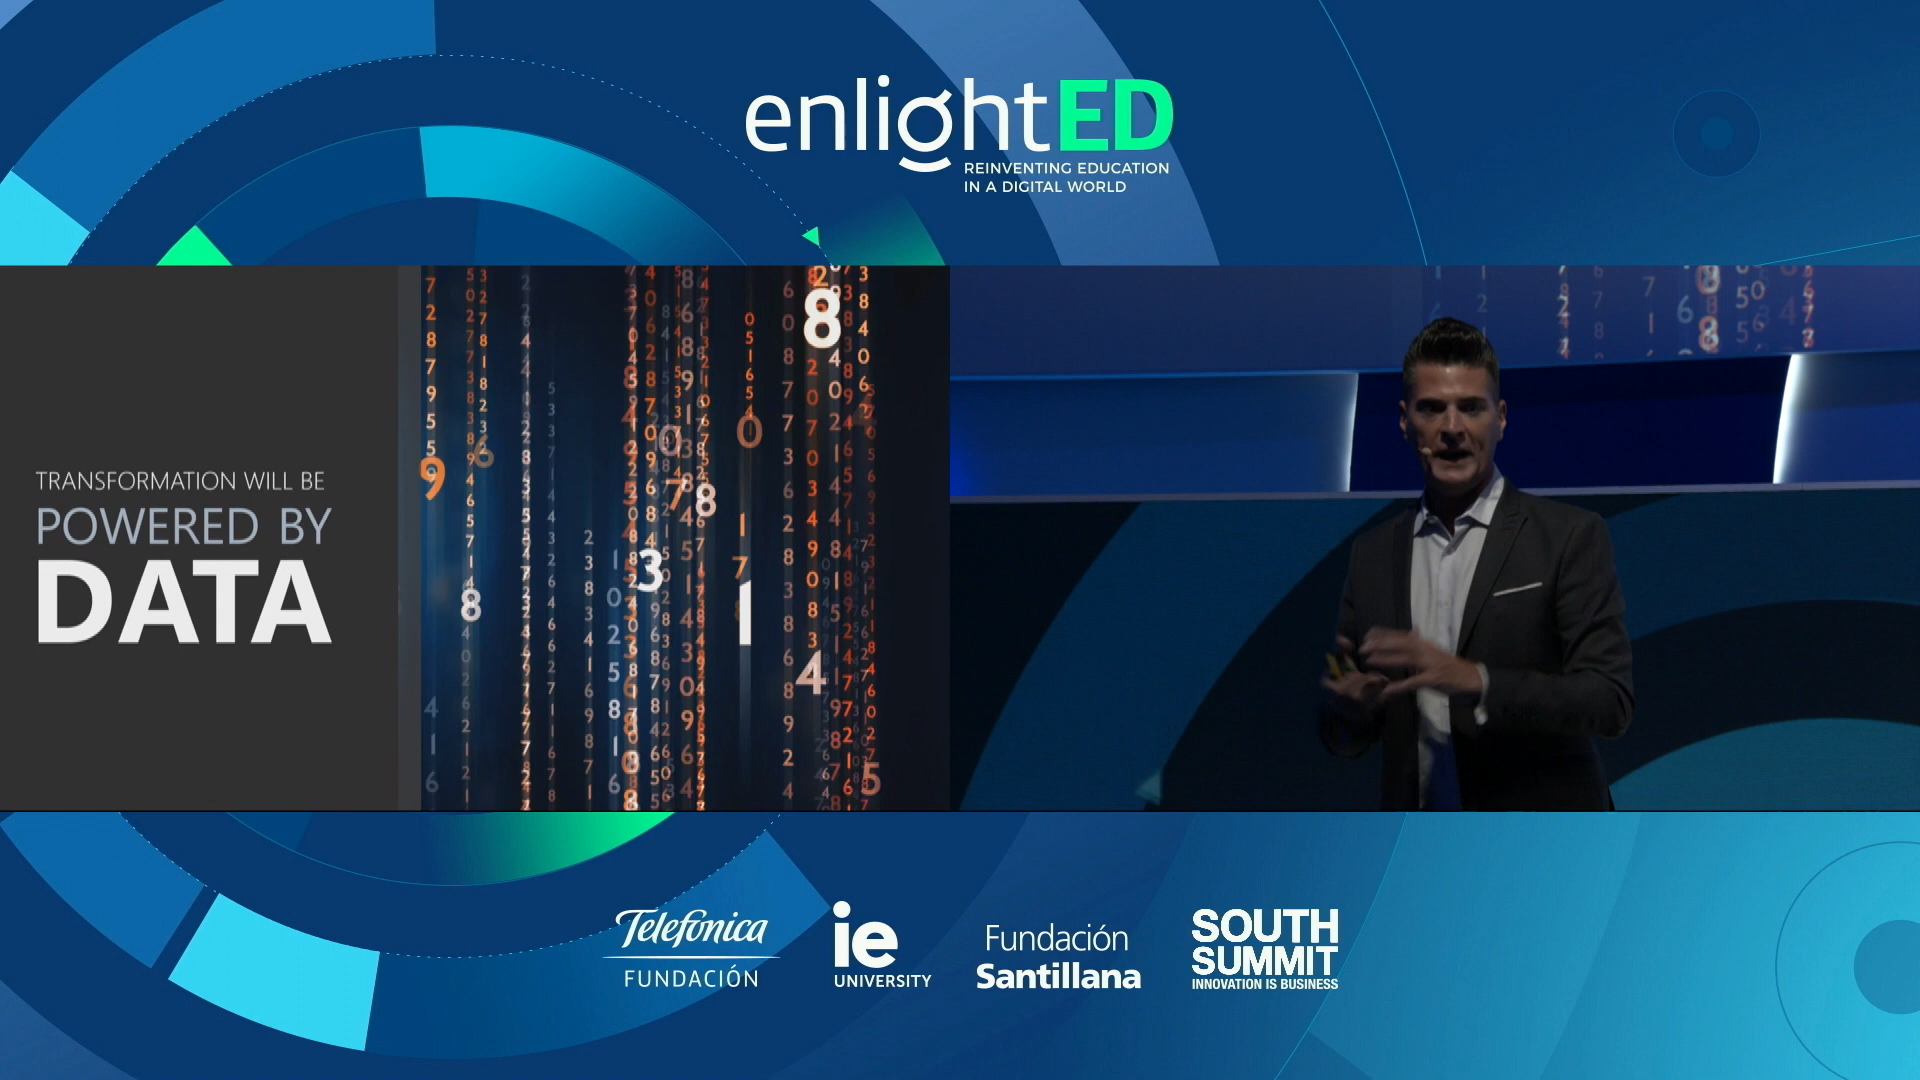 enlightED
REINVENTING EDUCATION
IN A DIGITAL WORLD
TRANSFORMATION WILL BE
POWERED BY
DATA
Telefónica
FUNDACIÓN
ie
UNIVERSITY
Fundación
Santillana
SOUTH
SUMMIT
INNOVATION IS BUSINESS